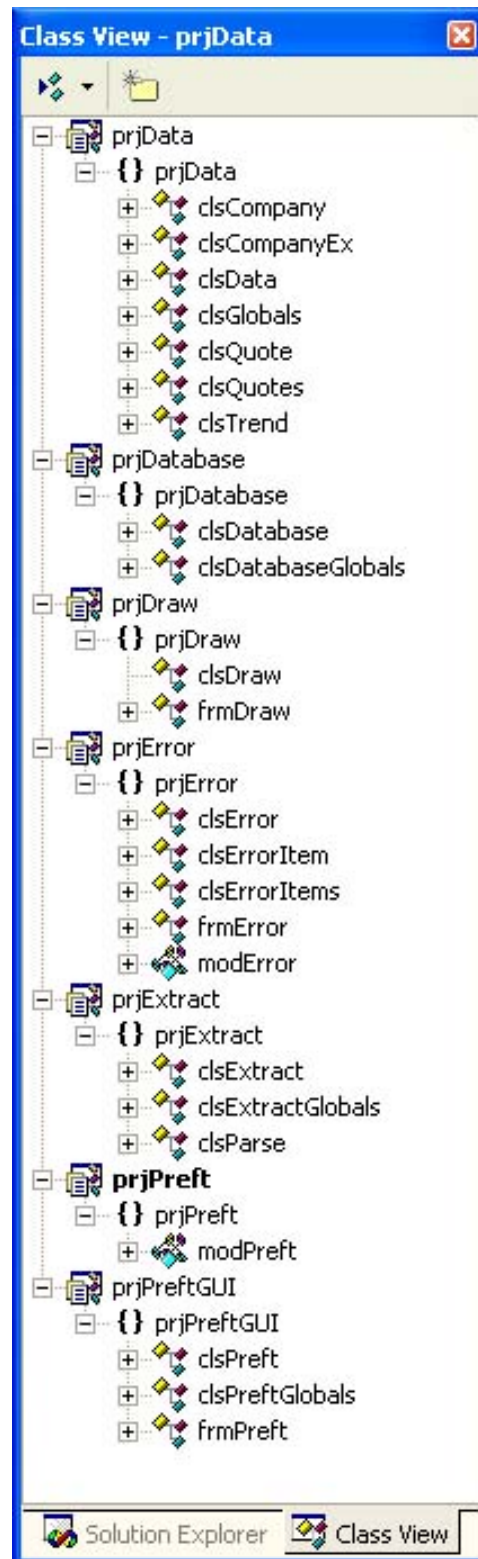 Class View - prjData
prjData
{} prjData
clsCompany
clsCompanyEx
clsData
clsGlobals
clsQuote
clsQuotes
clsTrend
prjDatabase
{} prjDatabase
clsDatabase
clsDatabaseGlobals
prjDraw
{} prjDraw
clsDraw
frmDraw
prjError
{} prjError
clsError
clsErrorItem
clsErrorItems
frmError
modError
prjExtract
{} prjExtract
clsExtract
clsExtractGlobals
clsParse
prjPreft
{} prjPreft
modPreft
prjPreftGUI
{} prjPreftGUI
clsPreft
clsPreftGlobals
frmPreft
Solution Explorer Class View